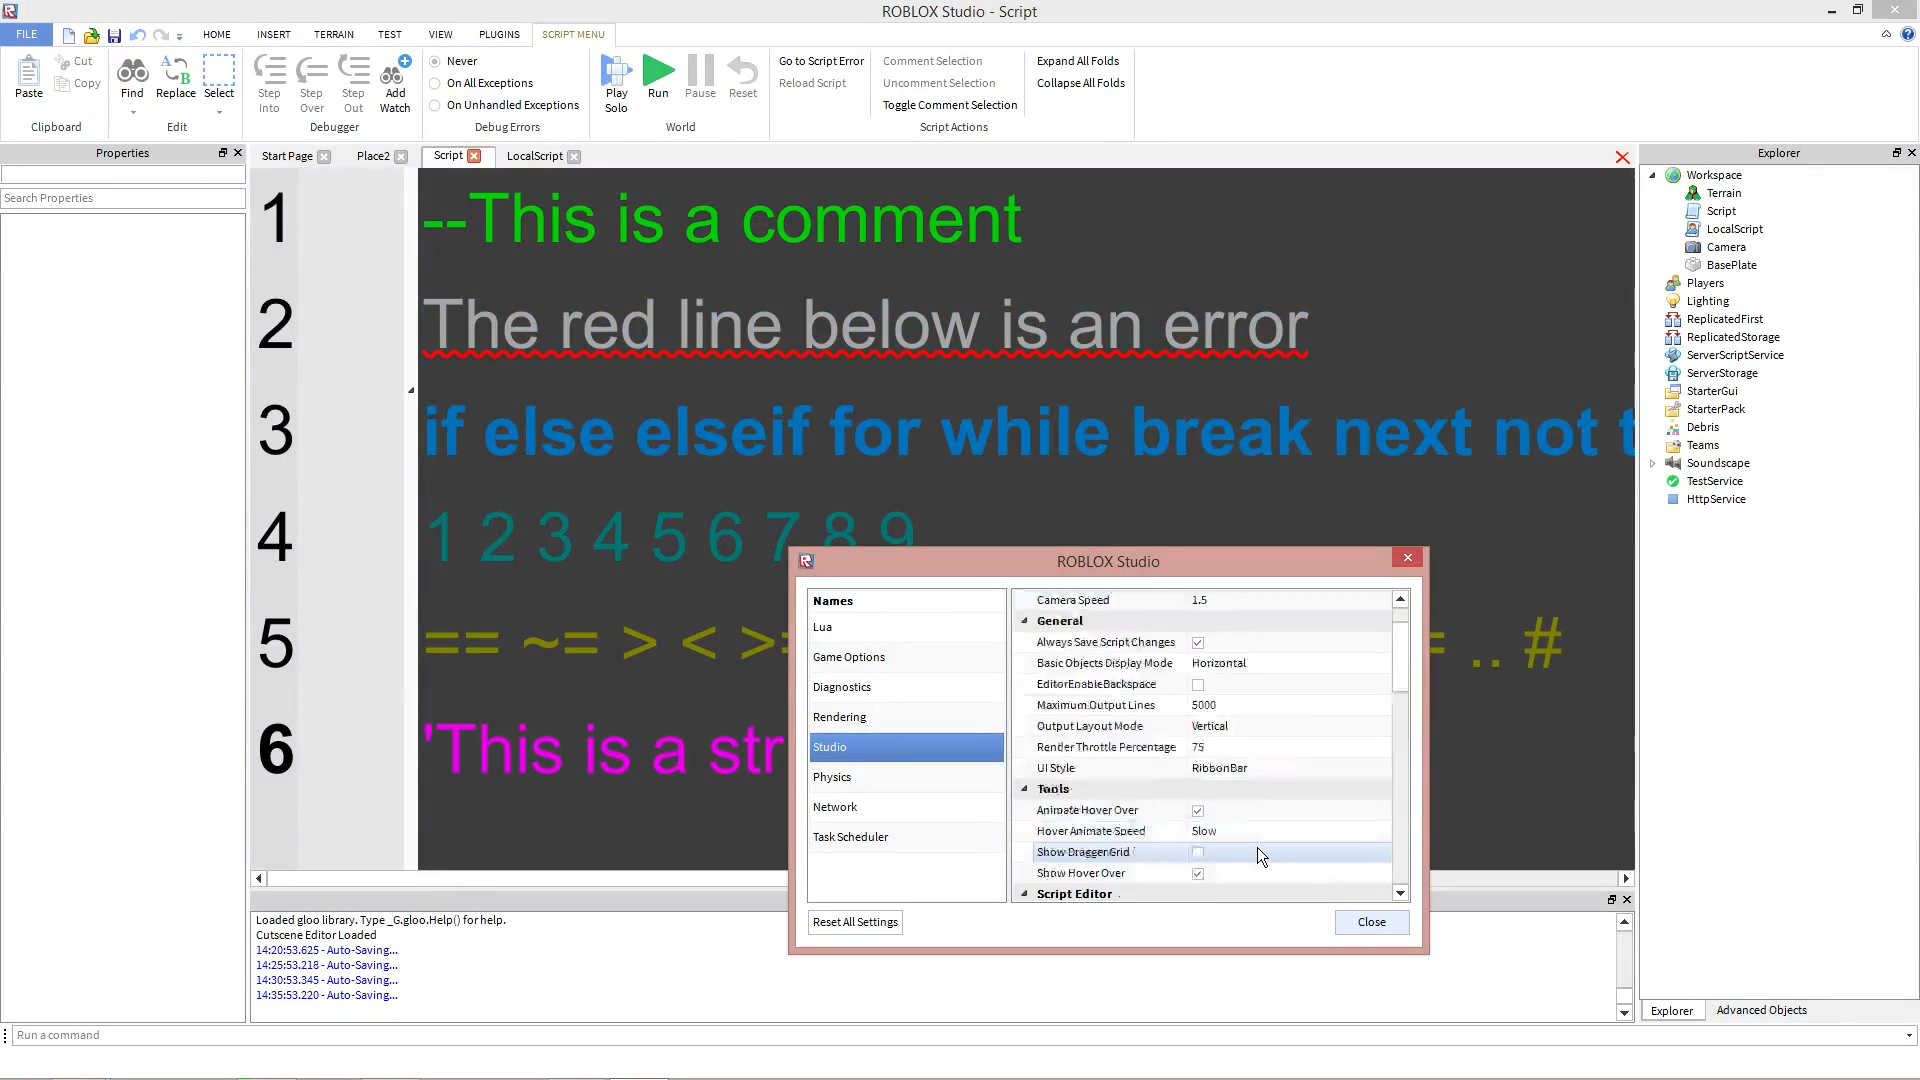 ROBLOX Studio - Script
FILE
HOME
INSERT
TERRAIN
TEST
VIEW
PLUGINS
SCRIPT MENU
Paste
Cut
Copy
Clipboard
Find
Replace
Select
Edit
Step Into
Step Over
Step Out
Add Watch
Debugger
Never
On All Exceptions
On Unhandled Exceptions
Debug Errors
Play Solo
Run
Pause
Reset
World
Go to Script Error
Reload Script
Comment Selection
Uncomment Selection
Toggle Comment Selection
Expand All Folds
Collapse All Folds
Script Actions
Properties
Search Properties
Start Page
Place2
Script
LocalScript
1 --This is a comment
2 The red line below is an error
3 if else elseif for while break next not t
4 1 2 3 4 5 6 7 8 9
5 == ~= > < >= = .. #
6 'This is a str
ROBLOX Studio
Names
Lua
Game Options
Diagnostics
Rendering
Studio
Physics
Network
Task Scheduler
Camera Speed 1.5
General
Always Save Script Changes
Basic Objects Display Mode Horizontal
EditorEnableBackspace
Maximum Output Lines 5000
Output Layout Mode Vertical
Render Throttle Percentage 75
UI Style RibbonBar
Tools
Animate Hover Over
Hover Animate Speed Slow
Show Dragger Grid
Show Hover Over
Script Editor
Reset All Settings
Close
Loaded gloo library. Type _G.gloo.Help() for help.
Cutscene Editor Loaded
14:20:53.625 - Auto-Saving...
14:25:53.218 - Auto-Saving...
14:30:53.345 - Auto-Saving...
14:35:53.220 - Auto-Saving...
Run a command
Explorer
Workspace
Terrain
Script
LocalScript
Camera
BasePlate
Players
Lighting
ReplicatedFirst
ReplicatedStorage
ServerScriptService
ServerStorage
StarterGui
StarterPack
Debris
Teams
Soundscape
TestService
HttpService
Explorer
Advanced Objects